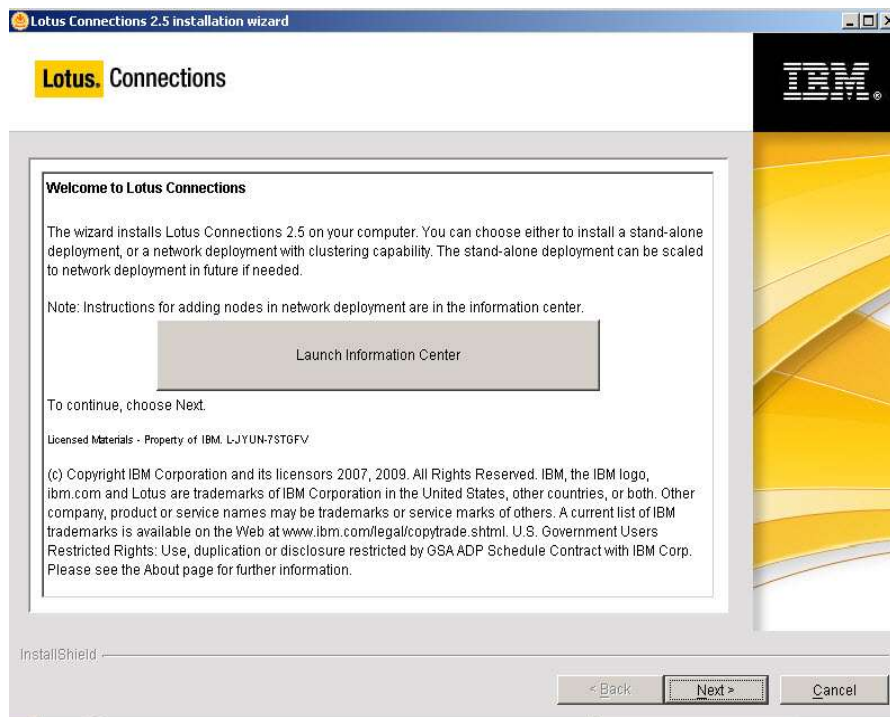 Lotus Connections 2.5 installation wizard
Lotus. Connections
IBM®
Welcome to Lotus Connections
The wizard installs Lotus Connections 2.5 on your computer. You can choose either to install a stand-alone
deployment, or a network deployment with clustering capability. The stand-alone deployment can be scaled
to network deployment in future if needed.
Note: Instructions for adding nodes in network deployment are in the information center.
Launch Information Center
To continue, choose Next.
Licensed Materials - Property of IBM. L-JYUN-7STGFV
(c) Copyright IBM Corporation and its licensors 2007, 2009. All Rights Reserved. IBM, the IBM logo,
ibm.com and Lotus are trademarks of IBM Corporation in the United States, other countries, or both. Other
company, product or service names may be trademarks or service marks of others. A current list of IBM
trademarks is available on the Web at www.ibm.com/legal/copytrade.shtml. U.S. Government Users
Restricted Rights: Use, duplication or disclosure restricted by GSA ADP Schedule Contract with IBM Corp.
Please see the About page for further information.
InstallShield
< Back
Next >
Cancel